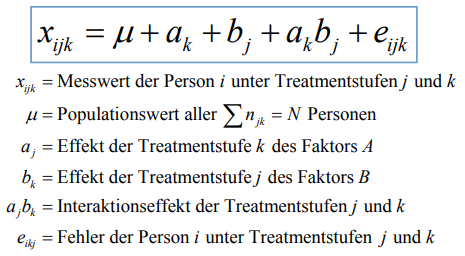 x_ijk = μ + a_k + b_j + a_k b_j + e_ijk
x_ijk = Messwert der Person i unter Treatmentstufen j und k
μ = Populationswert aller ∑ n_jk = N Personen
a_j = Effekt der Treatmentstufe k des Faktors A
b_k = Effekt der Treatmentstufe j des Faktors B
a_j b_k = Interaktionseffekt der Treatmentstufen j und k
e_ikj = Fehler der Person i unter Treatmentstufen j und k